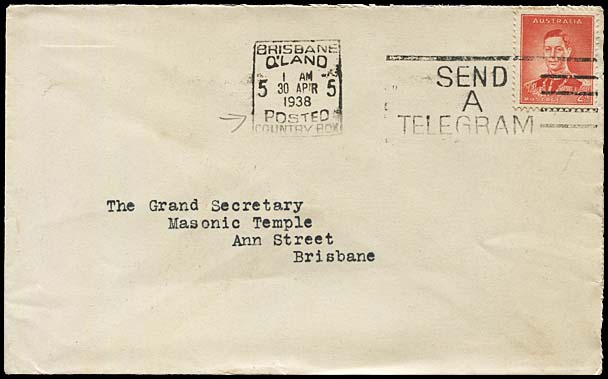 BRISBANE
Q'LAND
1 AM
5 30 APR 5
1938
POSTED
COUNTRY BOX
SEND
A
TELEGRAM
AUSTRALIA
POSTAGE
The Grand Secretary
Masonic Temple
Ann Street
Brisbane